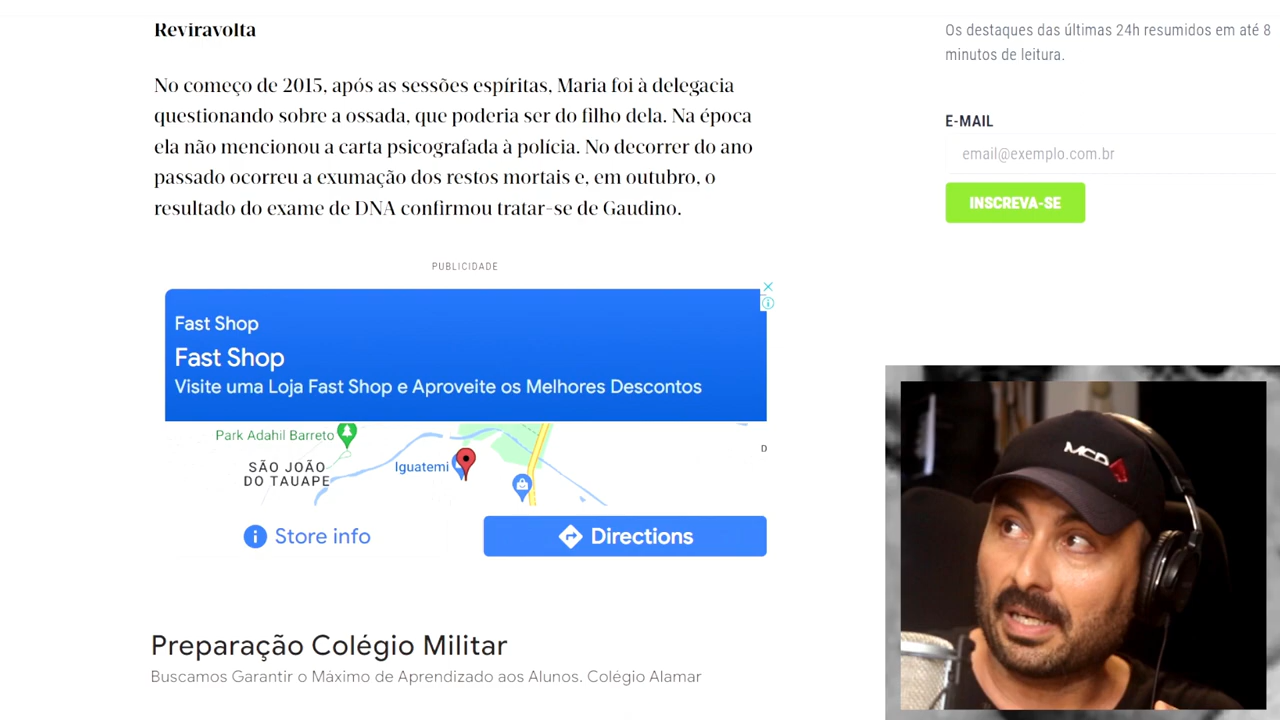 Reviravolta
No começo de 2015, após as sessões espíritas, Maria foi à delegacia
questionando sobre a ossada, que poderia ser do filho dela. Na época
ela não mencionou a carta psicografada à polícia. No decorrer do ano
passado ocorreu a exumação dos restos mortais e, em outubro, o
resultado do exame de DNA confirmou tratar-se de Gaudino.
PUBLICIDADE
Fast Shop
Fast Shop
Visite uma Loja Fast Shop e Aproveite os Melhores Descontos
Park Adahil Barreto
SÃO JOÃO
DO TAUAPE
Iguatemi
D
Store info
Directions
Preparação Colégio Militar
Buscamos Garantir o Máximo de Aprendizado aos Alunos. Colégio Alamar
Os destaques das últimas 24h resumidos em até 8
minutos de leitura.
E-MAIL
email@exemplo.com.br
INSCREVA-SE
MCD